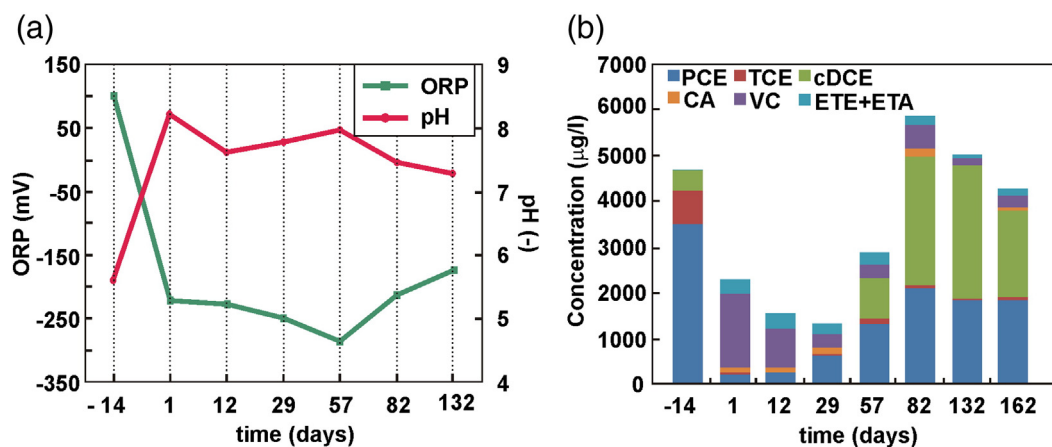 (a)
150
50
-50
-150
-250
-350
ORP (mV)
ORP
pH
9
8
7
6
5
4
pH (-)
-14 1 12 29 57 82 132
time (days)
(b)
7000
6000
5000
4000
3000
2000
1000
0
Concentration (µg/l)
PCE TCE cDCE
CA VC ETE+ETA
-14 1 12 29 57 82 132 162
time (days)